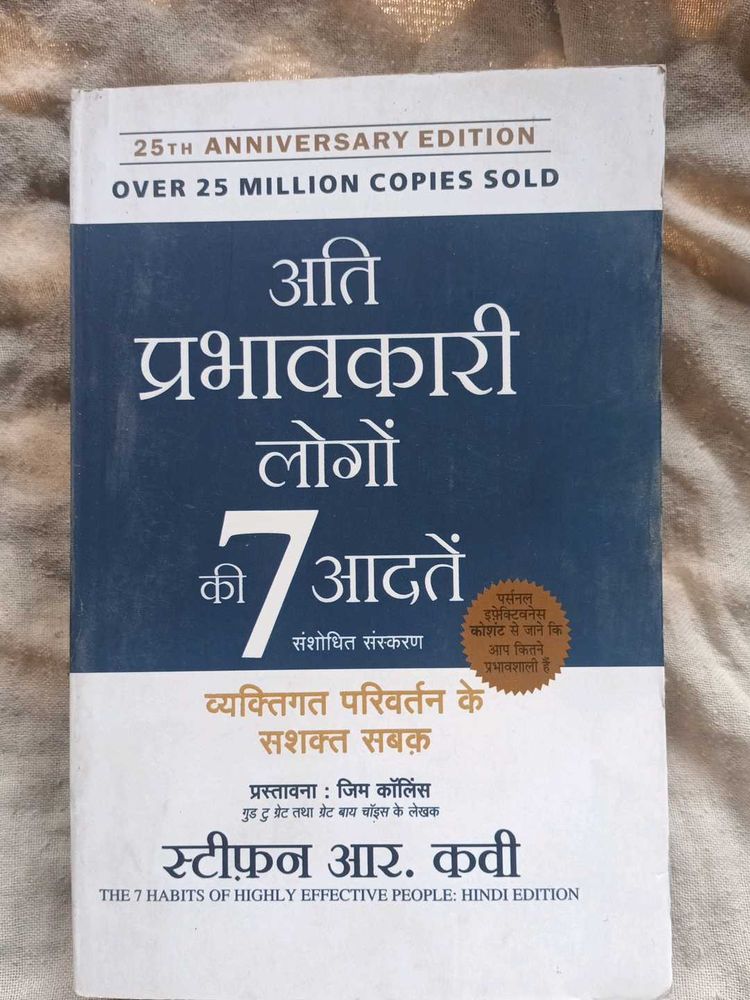 25TH ANNIVERSARY EDITION
OVER 25 MILLION COPIES SOLD
अति
प्रभावकारी
लोगों
की 7 आदतें
संशोधित संस्करण
पर्सनल
इफ़ेक्टिवनेस
कोशंट से जाने कि
आप कितने
प्रभावशाली हैं
व्यक्तिगत परिवर्तन के
सशक्त सबक़
प्रस्तावना : जिम कॉलिंस
गुड टु ग्रेट तथा ग्रेट बाय चॉइस के लेखक
स्टीफ़न आर. कवी
THE 7 HABITS OF HIGHLY EFFECTIVE PEOPLE: HINDI EDITION